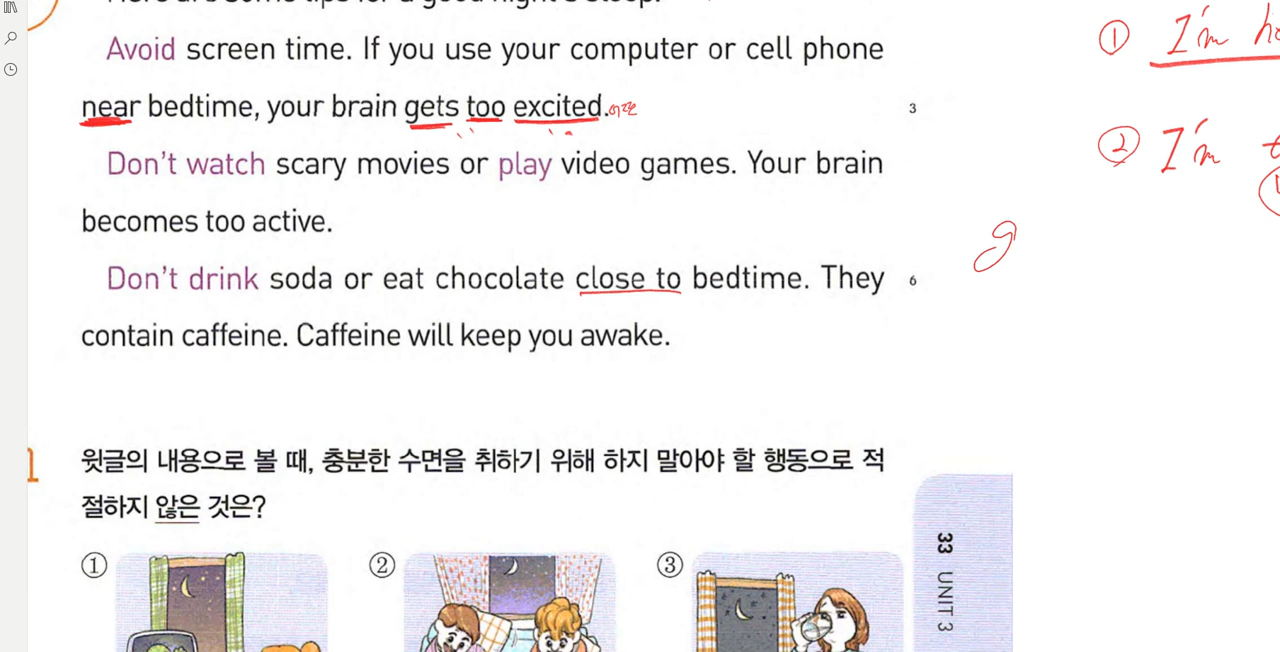 Avoid screen time. If you use your computer or cell phone
near bedtime, your brain gets too excited.
3
Don't watch scary movies or play video games. Your brain
becomes too active.
Don't drink soda or eat chocolate close to bedtime. They
6
contain caffeine. Caffeine will keep you awake.
1
윗글의 내용으로 볼 때, 충분한 수면을 취하기 위해 하지 말아야 할 행동으로 적
절하지 않은 것은?
① ② ③
33 UNIT 3
① I'm
② I'm